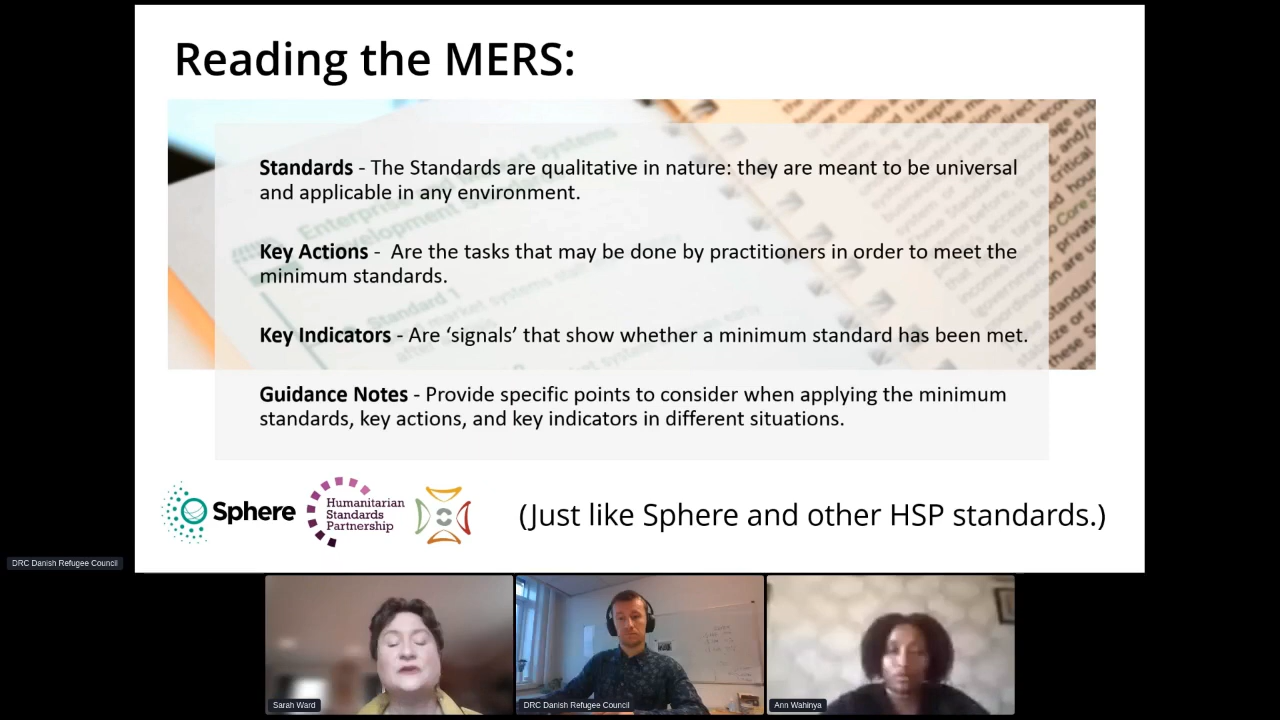 Reading the MERS:
Standards - The Standards are qualitative in nature: they are meant to be universal
and applicable in any environment.
Key Actions - Are the tasks that may be done by practitioners in order to meet the
minimum standards.
Key Indicators - Are ‘signals’ that show whether a minimum standard has been met.
Guidance Notes - Provide specific points to consider when applying the minimum
standards, key actions, and key indicators in different situations.
Sphere
Humanitarian
Standards
Partnership
(Just like Sphere and other HSP standards.)
DRC Danish Refugee Council
Sarah Ward
DRC Danish Refugee Council
Ann Wahinya